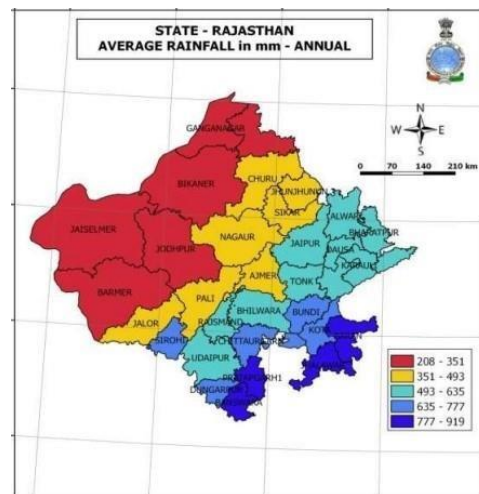 STATE - RAJASTHAN
AVERAGE RAINFALL in mm - ANNUAL
N
W E
S
0 70 140 210 km
GANGANAGAR
BIKANER
CHURU
JHUNJHUNUN
SIKAR
ALWAR
BHARATPUR
JAISELMER
JODHPUR
NAGAUR
JAIPUR
DAUSA
KARAULI
BARMER
AJMER
TONK
PALI
JALOR
RAJSMAND
BHILWARA
BUNDI
SIROHI
KOTA
UDAIPUR
DUNGARPUR
BANSWARA
208 - 351
351 - 493
493 - 635
635 - 777
777 - 919